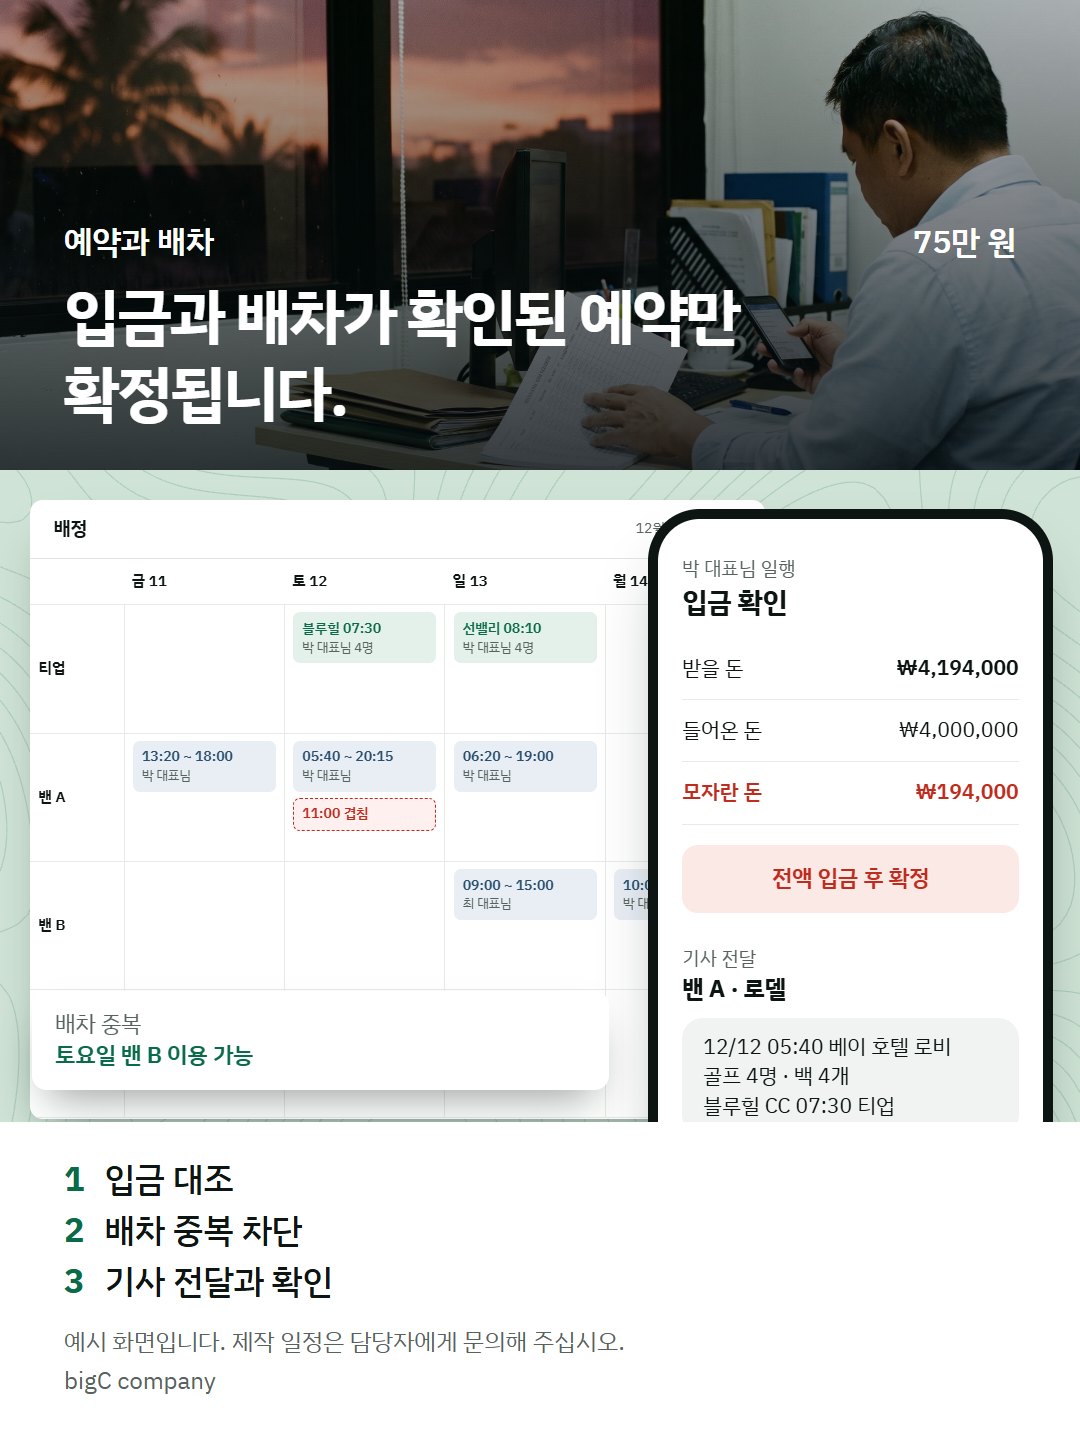 예약과 배차
75만 원
입금과 배차가 확인된 예약만
확정됩니다.
배정
금 11
토 12
일 13
월 14
티업
블루힐 07:30
박 대표님 4명
선밸리 08:10
박 대표님 4명
밴 A
13:20 ~ 18:00
박 대표님
05:40 ~ 20:15
박 대표님
11:00 겹침
06:20 ~ 19:00
박 대표님
밴 B
09:00 ~ 15:00
최 대표님
배차 중복
토요일 밴 B 이용 가능
박 대표님 일행
입금 확인
받을 돈 ₩4,194,000
들어온 돈 ₩4,000,000
모자란 돈 ₩194,000
전액 입금 후 확정
기사 전달
밴 A · 로델
12/12 05:40 베이 호텔 로비
골프 4명 · 백 4개
블루힐 CC 07:30 티업
1 입금 대조
2 배차 중복 차단
3 기사 전달과 확인
예시 화면입니다. 제작 일정은 담당자에게 문의해 주십시오.
bigC company